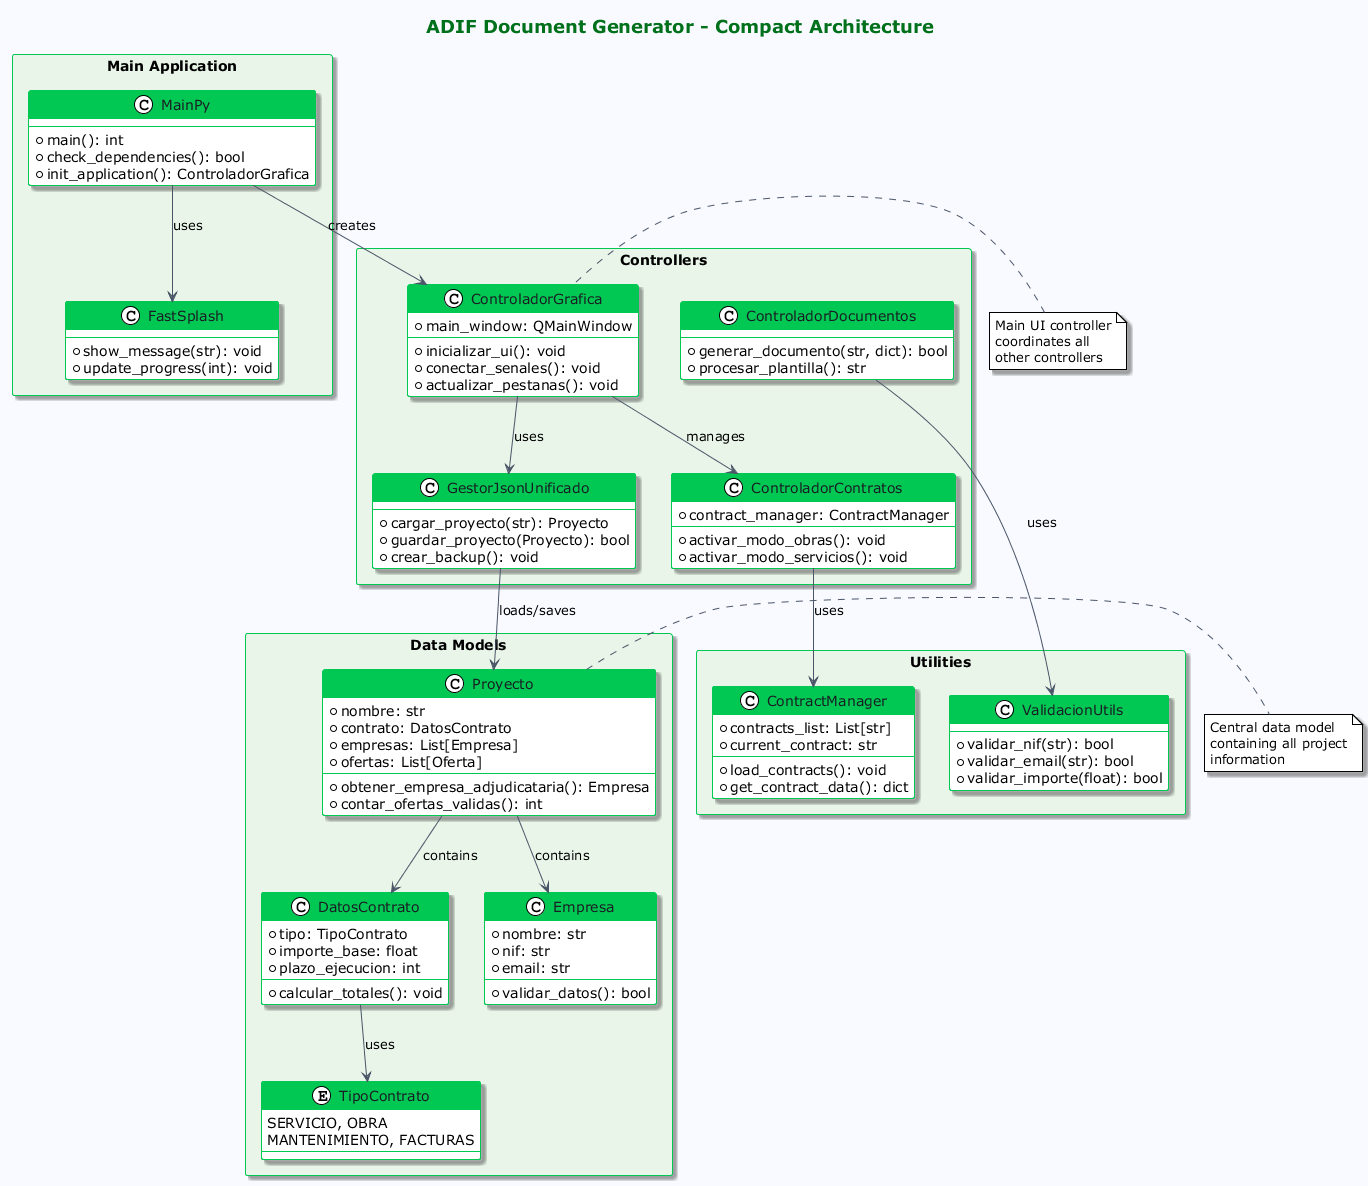 ADIF Document Generator - Compact Architecture
Main Application
C MainPy
main(): int
check_dependencies(): bool
init_application(): ControladorGrafica
uses
creates
C FastSplash
show_message(str): void
update_progress(int): void
Controllers
C ControladorGrafica
main_window: QMainWindow
inicializar_ui(): void
conectar_senales(): void
actualizar_pestanas(): void
C ControladorDocumentos
generar_documento(str, dict): bool
procesar_plantilla(): str
Main UI controller
coordinates all
other controllers
uses
manages
C GestorJsonUnificado
cargar_proyecto(str): Proyecto
guardar_proyecto(Proyecto): bool
crear_backup(): void
C ControladorContratos
contract_manager: ContractManager
activar_modo_obras(): void
activar_modo_servicios(): void
uses
loads/saves
uses
Data Models
C Proyecto
nombre: str
contrato: DatosContrato
empresas: List[Empresa]
ofertas: List[Oferta]
obtener_empresa_adjudicataria(): Empresa
contar_ofertas_validas(): int
Utilities
C ContractManager
contracts_list: List[str]
current_contract: str
load_contracts(): void
get_contract_data(): dict
C ValidacionUtils
validar_nif(str): bool
validar_email(str): bool
validar_importe(float): bool
Central data model
containing all project
information
contains
contains
C DatosContrato
tipo: TipoContrato
importe_base: float
plazo_ejecucion: int
calcular_totales(): void
C Empresa
nombre: str
nif: str
email: str
validar_datos(): bool
uses
E TipoContrato
SERVICIO, OBRA
MANTENIMIENTO, FACTURAS